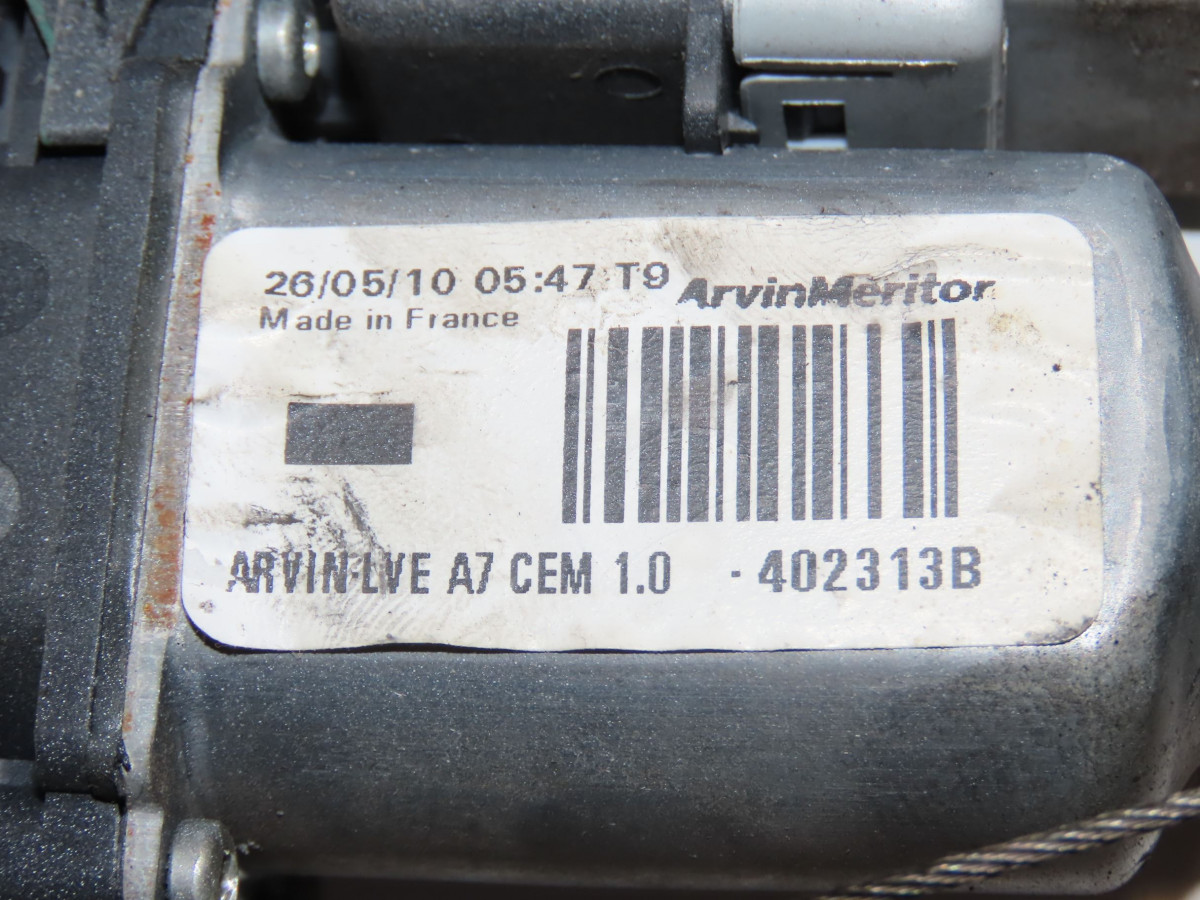 26/05/10 05:47 T9
ArvinMeritor
Made in France
ARVIN-LVE A7 CEM 1.0 - 402313B